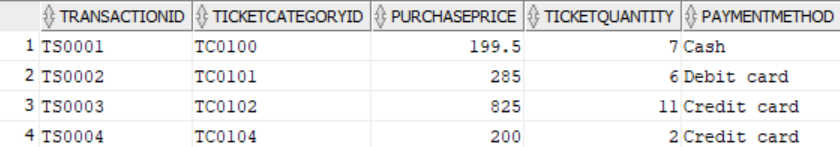 TRANSACTIONID TICKETCATEGORYID PURCHASEPRICE TICKETQUANTITY PAYMENTMETHOD
1 TS0001 TC0100 199.5 7 Cash
2 TS0002 TC0101 285 6 Debit card
3 TS0003 TC0102 825 11 Credit card
4 TS0004 TC0104 200 2 Credit card